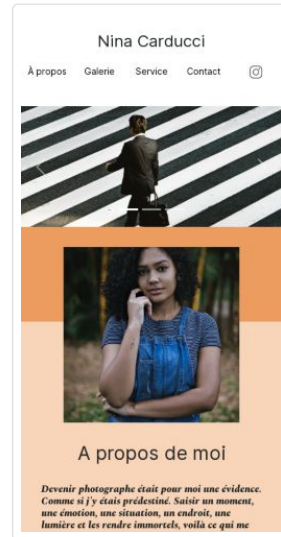 Nina Carducci
À propos Galerie Service Contact
A propos de moi
Devenir photographe était pour moi une évidence.
Comme si j'y étais prédestiné. Saisir un moment,
une émotion, une situation, un endroit, une
lumière et les rendre immortels, voilà ce qui me